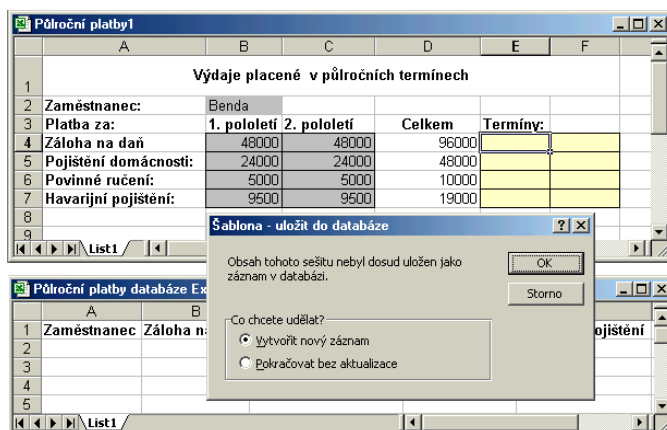 Půlroční platby1
A B C D E F
1 Výdaje placené v půlročních termínech
2 Zaměstnanec: Benda
3 Platba za: 1. pololetí 2. pololetí Celkem Termíny:
4 Záloha na daň 48000 48000 96000
5 Pojištění domácnosti: 24000 24000 48000
6 Povinné ručení: 5000 5000 10000
7 Havarijní pojištění: 9500 9500 19000
8
9
List1
Šablona - uložit do databáze
Obsah tohoto sešitu nebyl dosud uložen jako
záznam v databázi.
OK
Storno
Co chcete udělat?
Vytvořit nový záznam
Pokračovat bez aktualizace
Půlroční platby databáze Ex
A B
1 Zaměstnanec Záloha n ojištění
2
3
4
5
List1